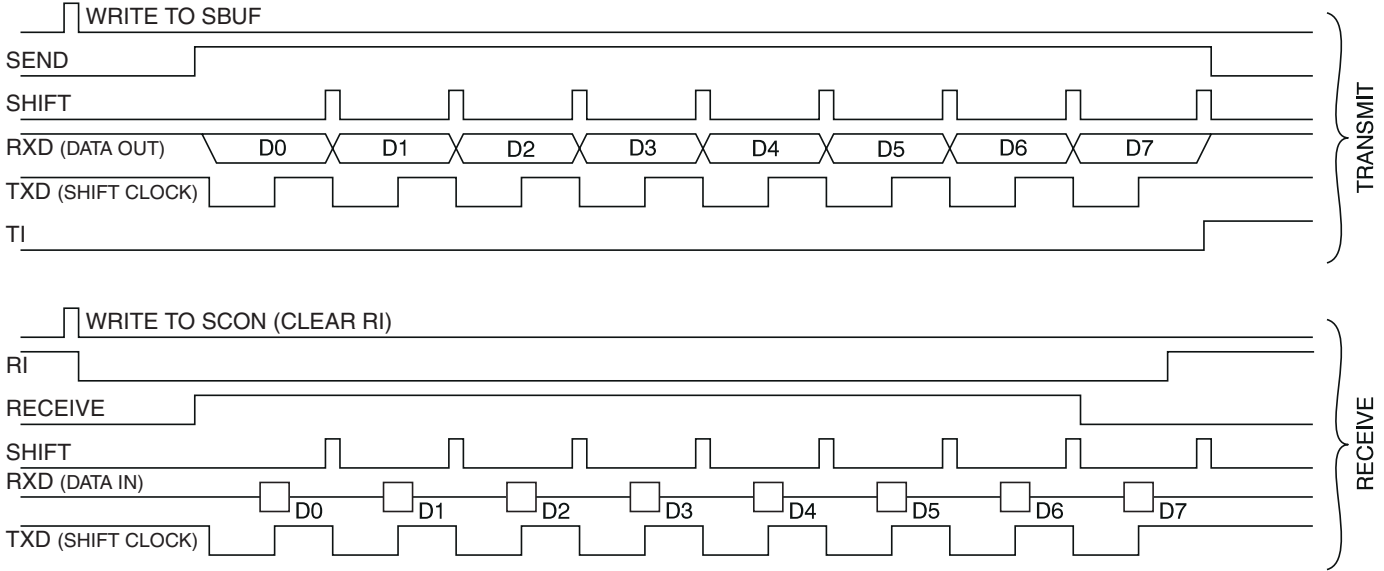 WRITE TO SBUF
SEND
SHIFT
RXD (DATA OUT) D0 D1 D2 D3 D4 D5 D6 D7
TXD (SHIFT CLOCK)
TI
TRANSMIT
WRITE TO SCON (CLEAR RI)
RI
RECEIVE
SHIFT
RXD (DATA IN) D0 D1 D2 D3 D4 D5 D6 D7
TXD (SHIFT CLOCK)
RECEIVE